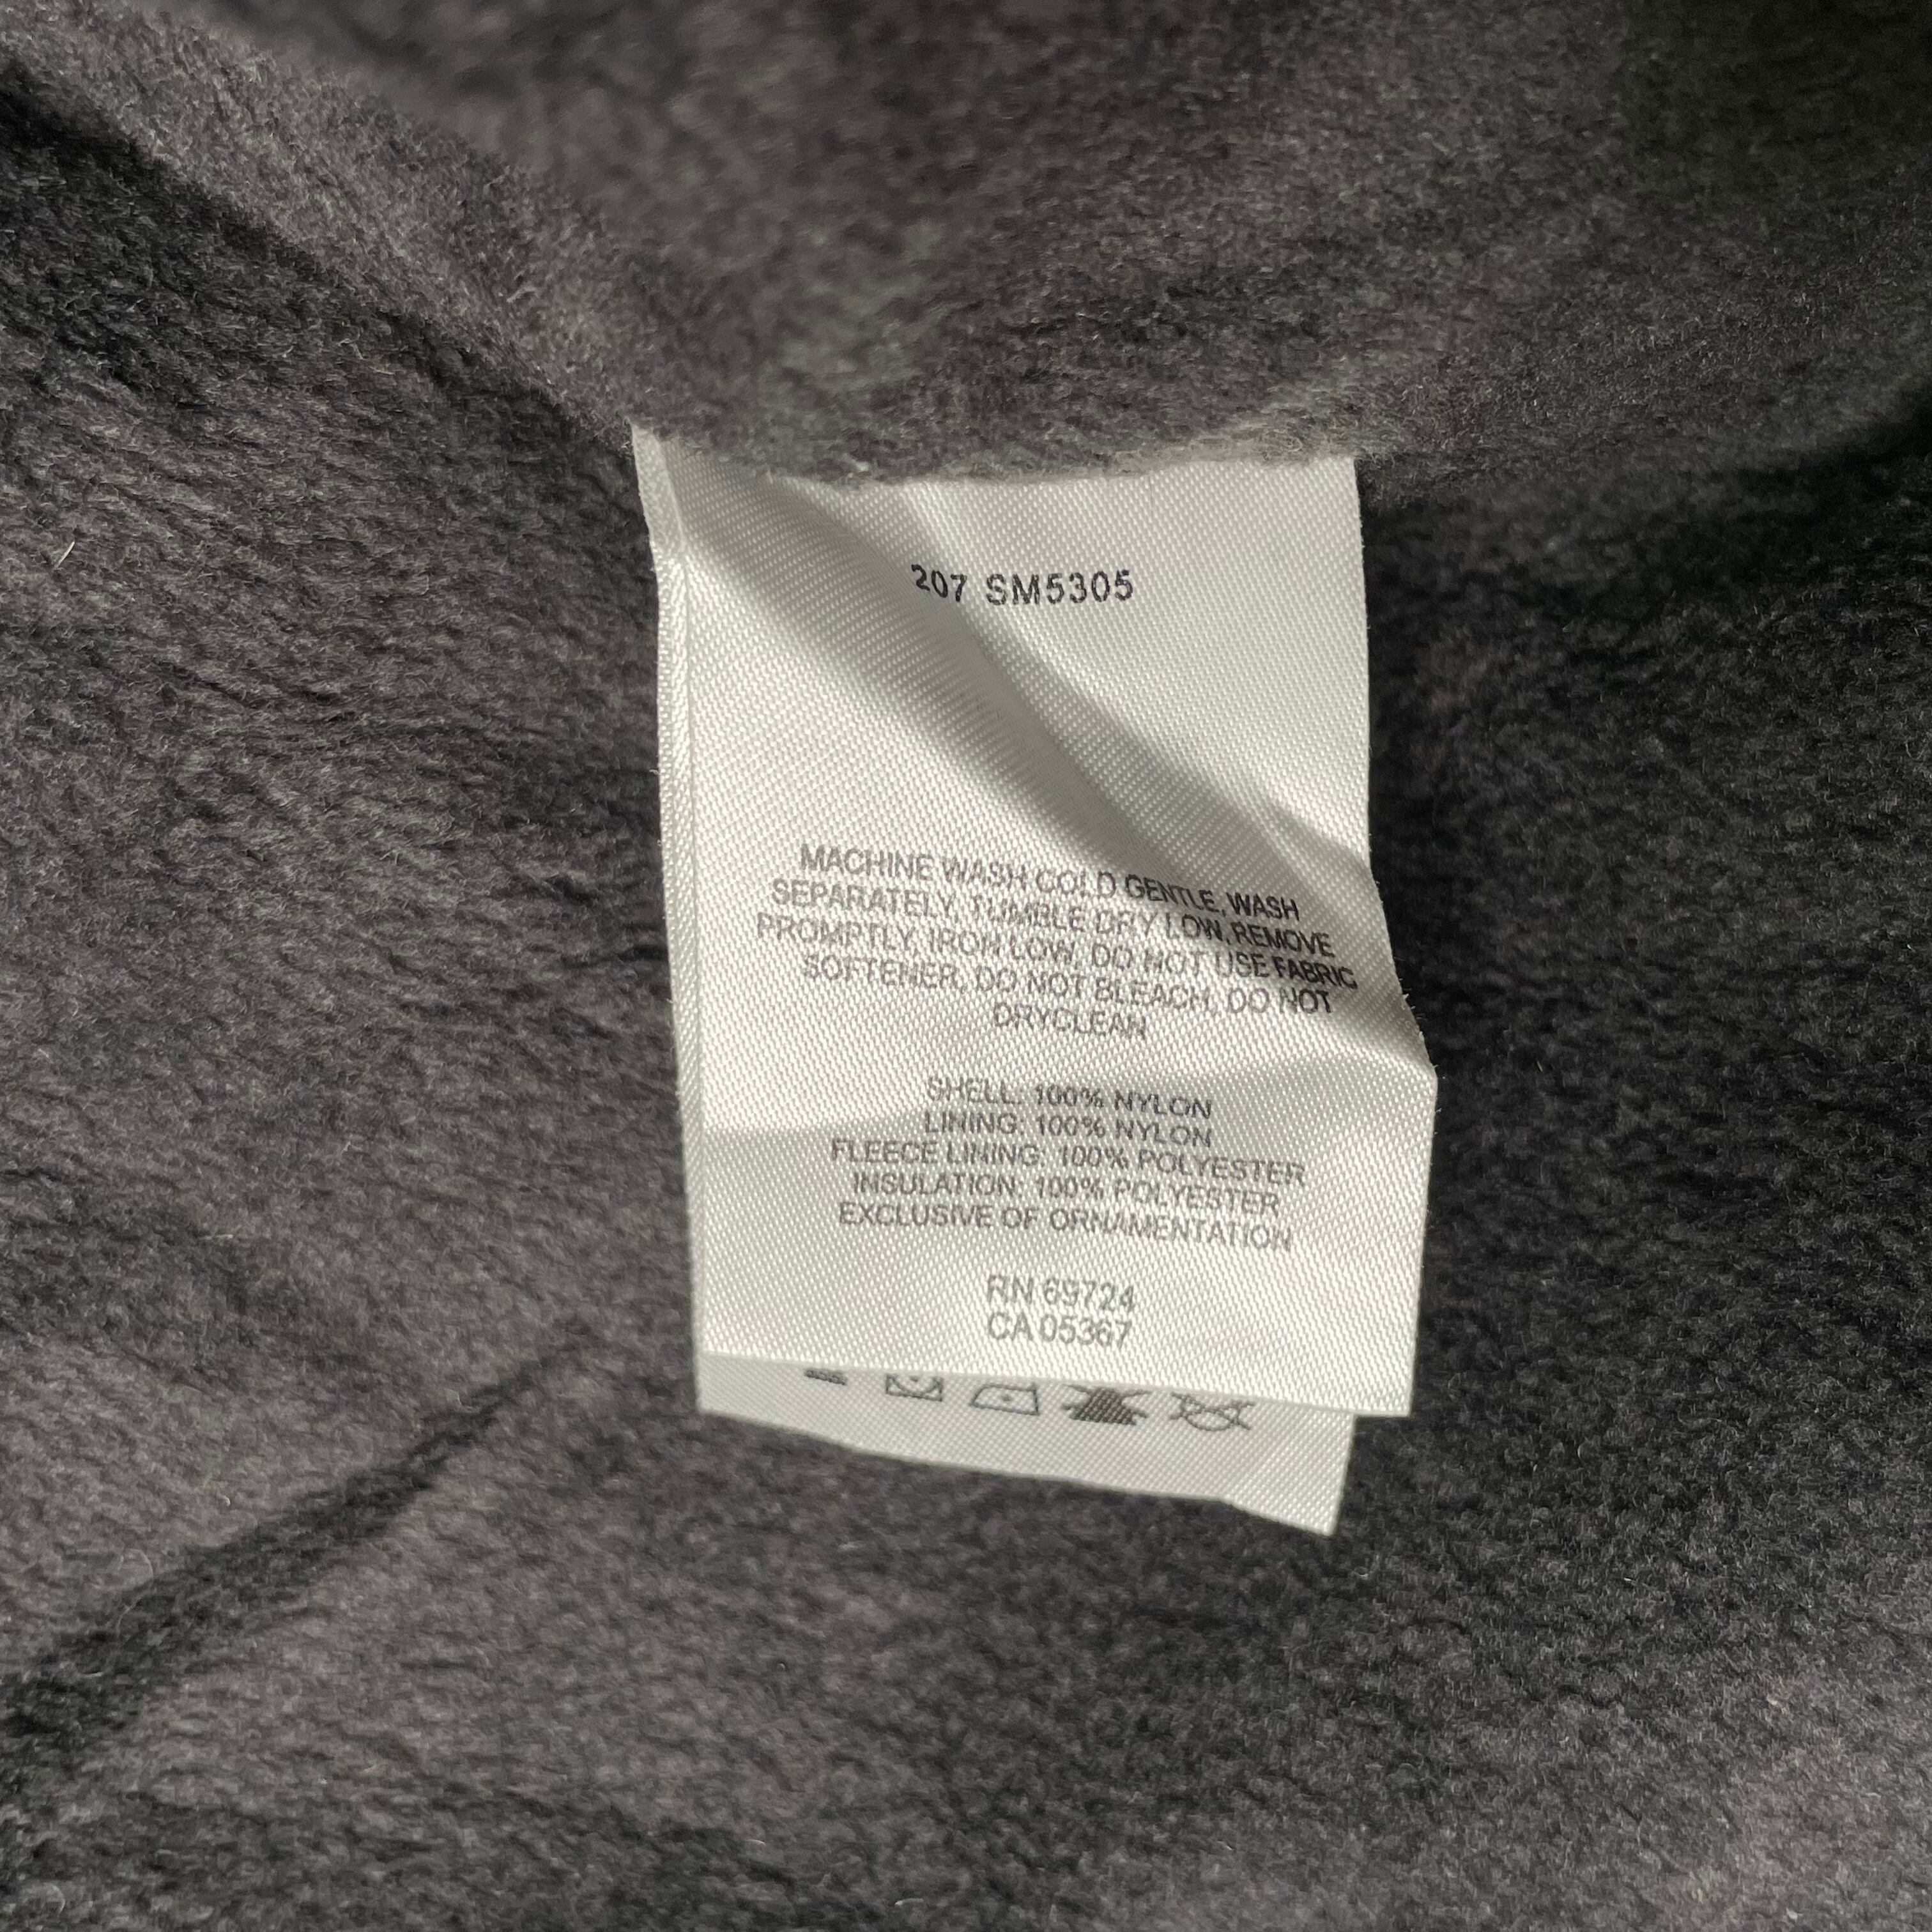 207 SM5305
MACHINE WASH COLD GENTLE, WASH
SEPARATELY, TUMBLE DRY LOW, REMOVE
PROMPTLY, IRON LOW, DO NOT USE FABRIC
SOFTENER, DO NOT BLEACH, DO NOT
DRYCLEAN
SHELL: 100% NYLON
LINING: 100% NYLON
FLEECE LINING: 100% POLYESTER
INSULATION: 100% POLYESTER
EXCLUSIVE OF ORNAMENTATION
RN 69724
CA 05367